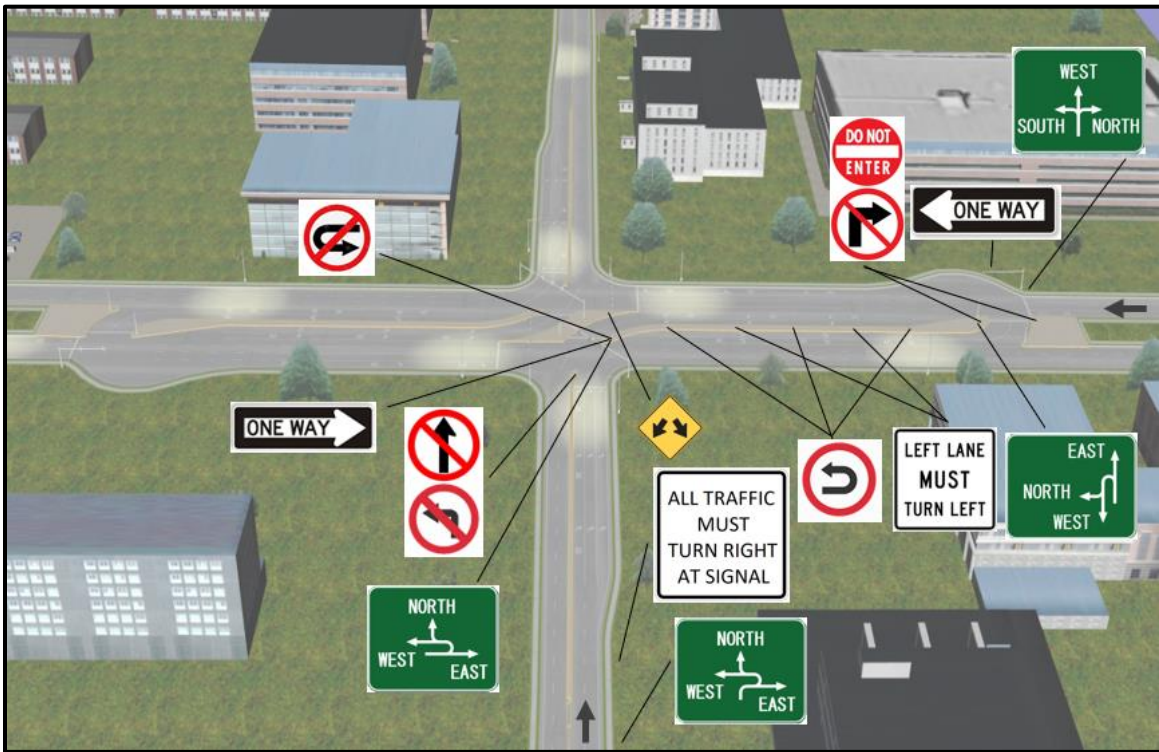 WEST
SOUTH NORTH
DO NOT
ENTER
ONE WAY
ONE WAY
LEFT LANE
MUST
TURN LEFT
EAST
NORTH
WEST
ALL TRAFFIC
MUST
TURN RIGHT
AT SIGNAL
NORTH
WEST
EAST
NORTH
WEST
EAST